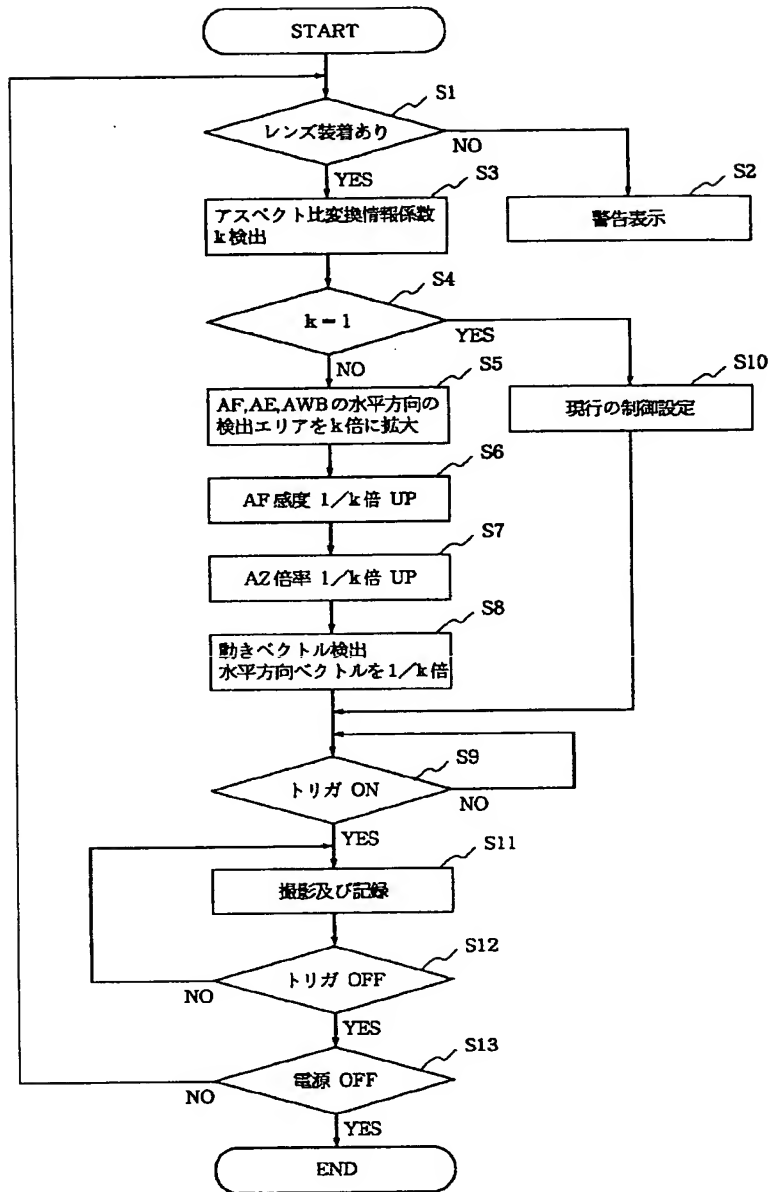 START
S1
レンズ装着あり
NO
YES
S3
アスペクト比変換情報係数
k検出
S2
警告表示
S4
k = 1
YES
NO
S5
AF,AE,AWBの水平方向の
検出エリアをk倍に拡大
S10
現行の制御設定
S6
AF感度 1／k倍 UP
S7
AZ倍率 1／k倍 UP
S8
動きベクトル検出
水平方向ベクトルを1／k倍
S9
トリガ ON
NO
YES
S11
撮影及び記録
S12
トリガ OFF
NO
YES
S13
電源 OFF
NO
YES
END